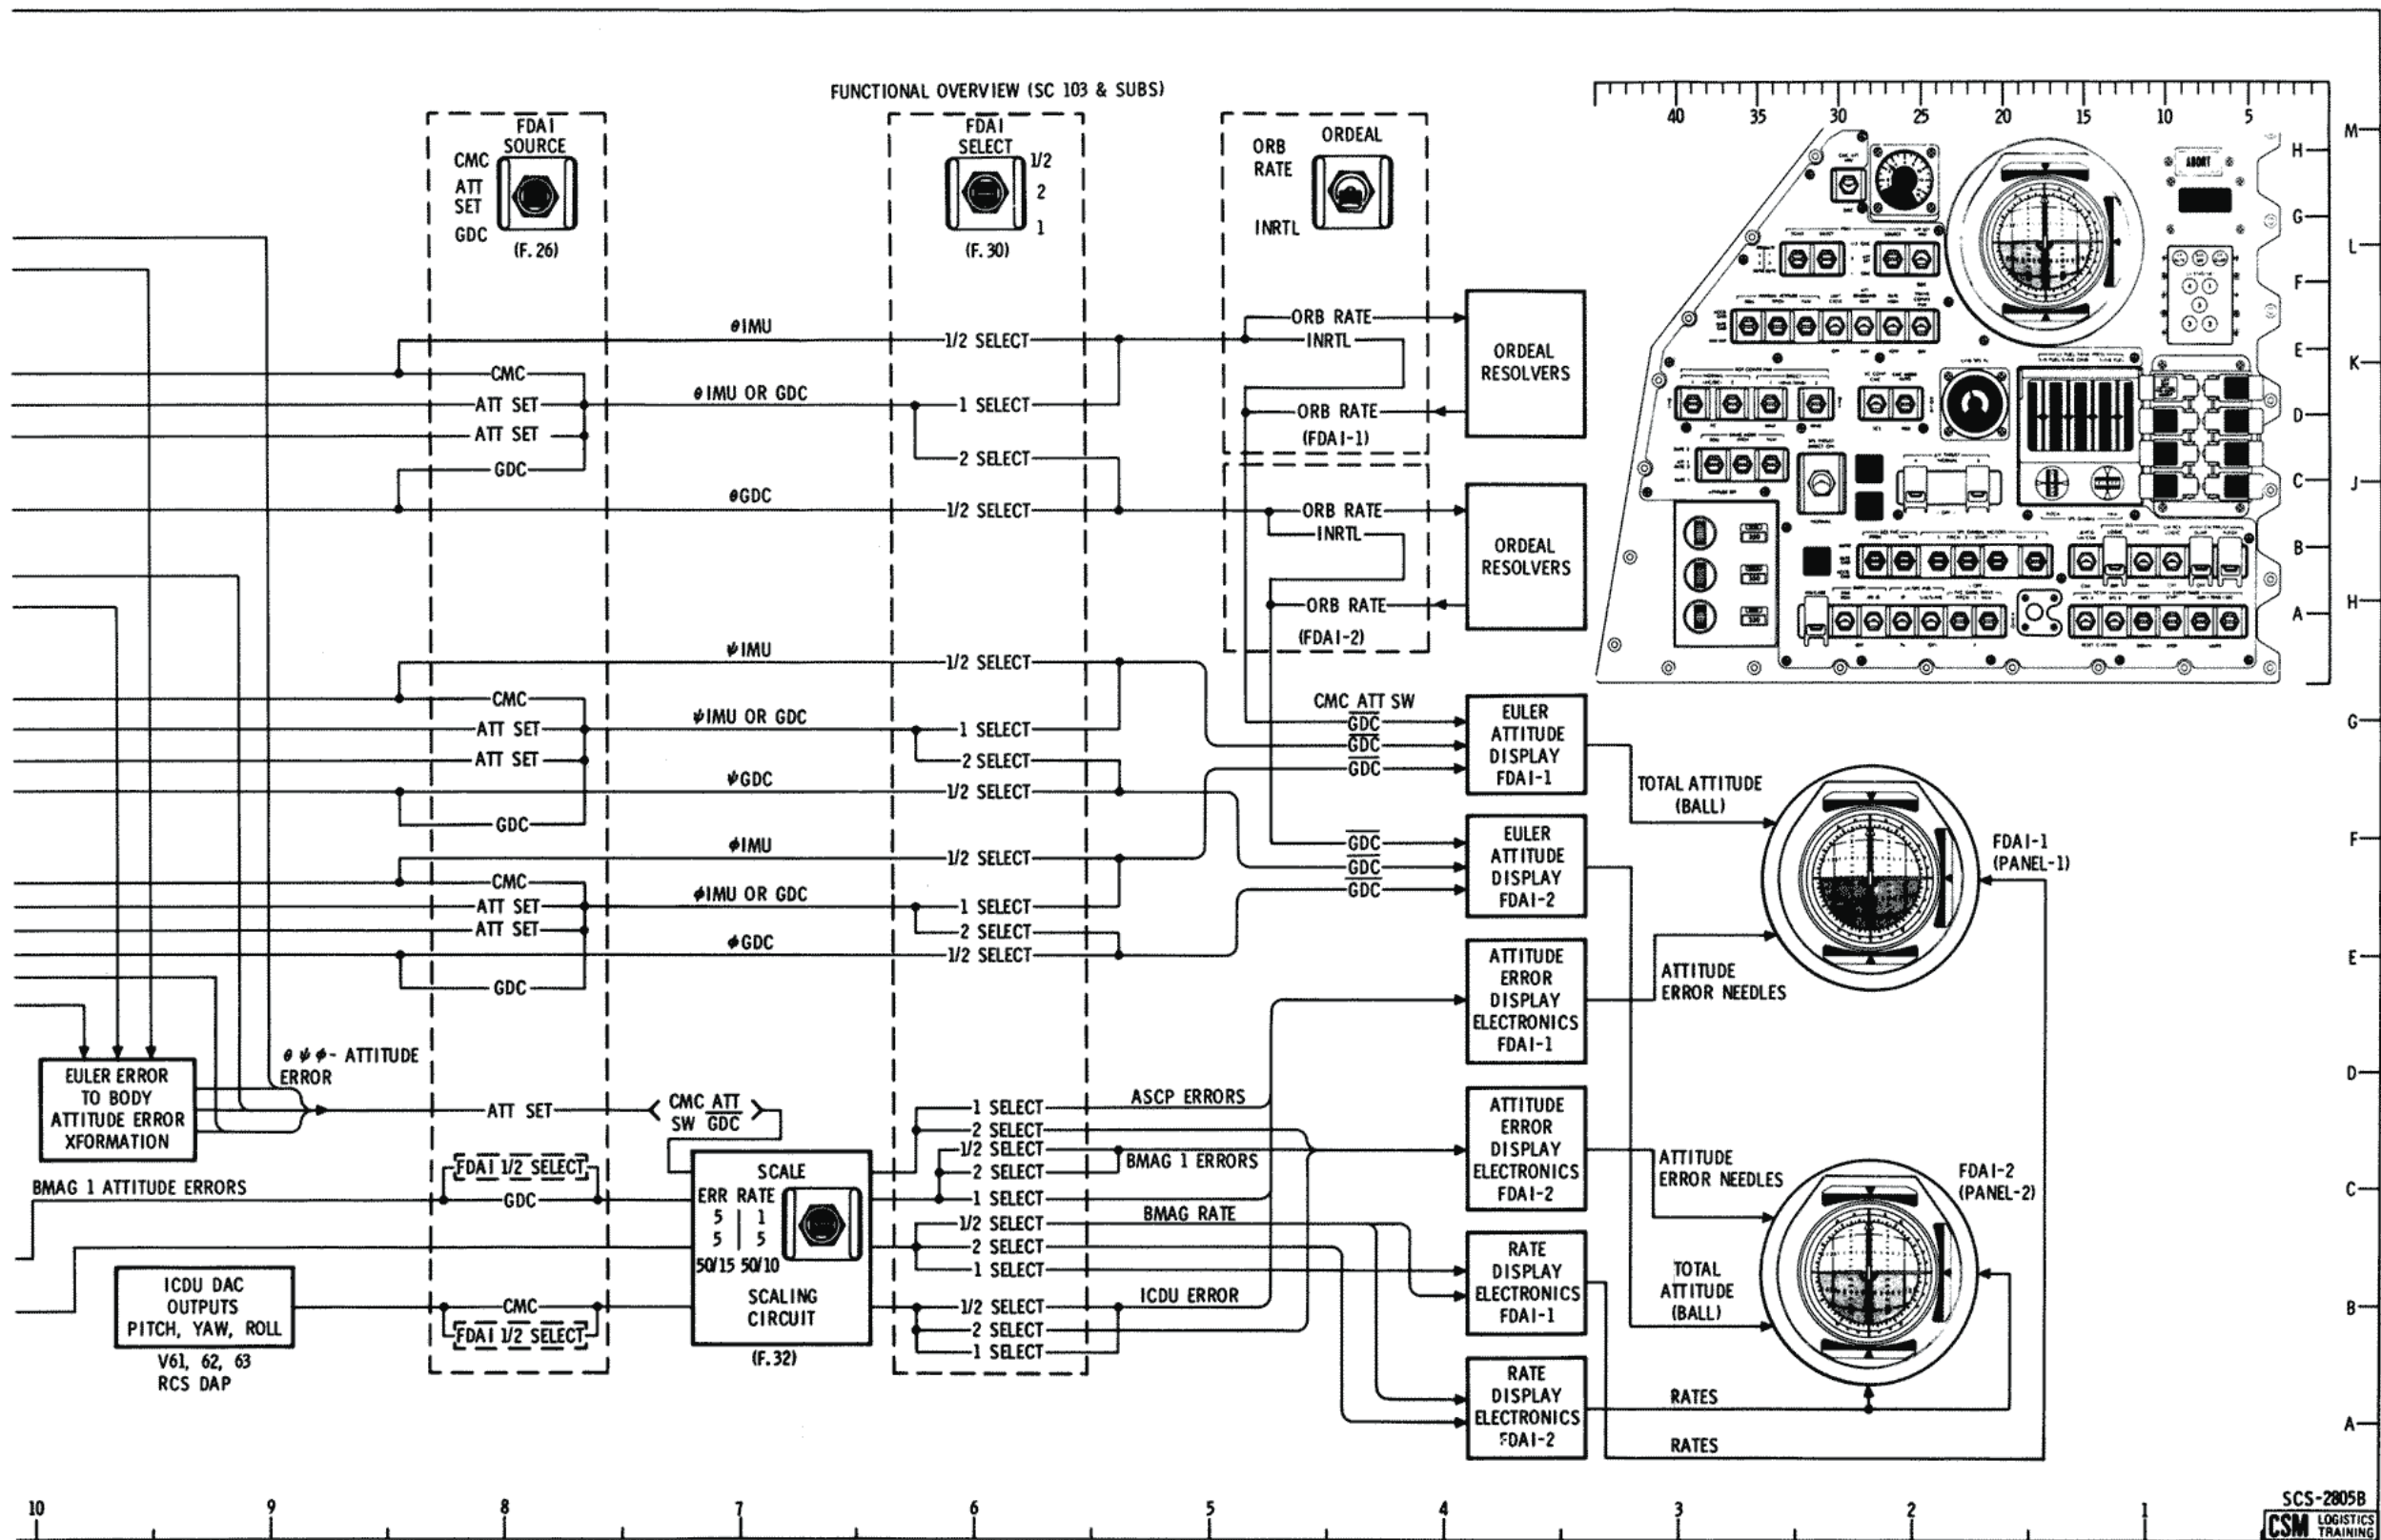 FUNCTIONAL OVERVIEW (SC 103 & SUBS)
FDAI
SOURCE
CMC
ATT
SET
GDC
(F. 26)
FDAI
SELECT
1/2
2
1
(F. 30)
ORDEAL
ORB
RATE
INRTL
40 35 30 25 20 15 10 5
M
H
G
L
F
E
K
D
C
J
B
H
A
G
F
E
D
C
B
A
ABORT
θIMU
1/2 SELECT
ORB RATE
INRTL
ORDEAL
RESOLVERS
CMC
ATT SET
θIMU OR GDC
1 SELECT
ORB RATE
(FDAI-1)
ATT SET
GDC
2 SELECT
θGDC
1/2 SELECT
ORB RATE
INRTL
ORDEAL
RESOLVERS
ORB RATE
(FDAI-2)
ψIMU
1/2 SELECT
CMC
ATT SET
ψIMU OR GDC
1 SELECT
ATT SET
2 SELECT
ψGDC
1/2 SELECT
GDC
CMC ATT SW
GDC
GDC
GDC
EULER
ATTITUDE
DISPLAY
FDAI-1
TOTAL ATTITUDE
(BALL)
ϕIMU
1/2 SELECT
CMC
ATT SET
ϕIMU OR GDC
1 SELECT
ATT SET
2 SELECT
ϕGDC
1/2 SELECT
GDC
GDC
GDC
GDC
EULER
ATTITUDE
DISPLAY
FDAI-2
FDAI-1
(PANEL-1)
ATTITUDE
ERROR
DISPLAY
ELECTRONICS
FDAI-1
ATTITUDE
ERROR NEEDLES
EULER ERROR
TO BODY
ATTITUDE ERROR
XFORMATION
θ ψ ϕ - ATTITUDE
ERROR
ATT SET
CMC ATT
SW GDC
1 SELECT
ASCP ERRORS
2 SELECT
1/2 SELECT
BMAG 1 ERRORS
2 SELECT
1 SELECT
ATTITUDE
ERROR
DISPLAY
ELECTRONICS
FDAI-2
ATTITUDE
ERROR NEEDLES
FDAI-2
(PANEL-2)
BMAG 1 ATTITUDE ERRORS
FDAI 1/2 SELECT
GDC
SCALE
ERR RATE
5 1
5 5
50/15 50/10
SCALING
CIRCUIT
(F. 32)
1/2 SELECT
BMAG RATE
2 SELECT
1 SELECT
RATE
DISPLAY
ELECTRONICS
FDAI-1
TOTAL
ATTITUDE
(BALL)
ICDU DAC
OUTPUTS
PITCH, YAW, ROLL
V61, 62, 63
RCS DAP
CMC
FDAI 1/2 SELECT
1/2 SELECT
ICDU ERROR
2 SELECT
1 SELECT
RATE
DISPLAY
ELECTRONICS
FDAI-2
RATES
RATES
10 9 8 7 6 5 4 3 2 1
SCS-2805B
CSM LOGISTICS
TRAINING